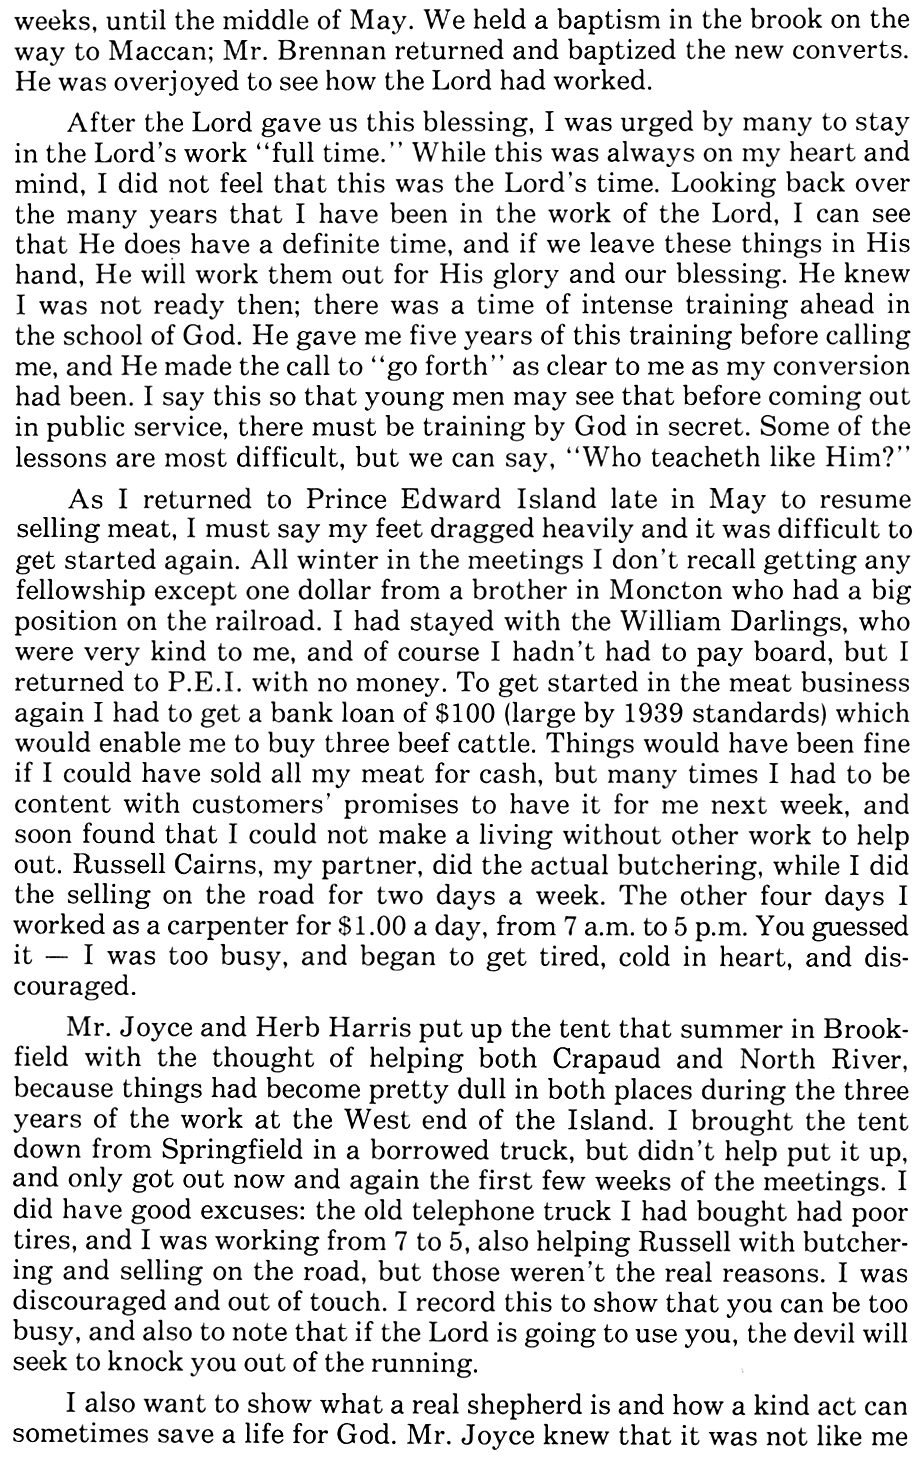 weeks, until the middle of May. We held a baptism in the brook on the
way to Maccan; Mr. Brennan returned and baptized the new converts.
He was overjoyed to see how the Lord had worked.
After the Lord gave us this blessing, I was urged by many to stay
in the Lord's work "full time." While this was always on my heart and
mind, I did not feel that this was the Lord's time. Looking back over
the many years that I have been in the work of the Lord, I can see
that He does have a definite time, and if we leave these things in His
hand, He will work them out for His glory and our blessing. He knew
I was not ready then; there was a time of intense training ahead in
the school of God. He gave me five years of this training before calling
me, and He made the call to "go forth" as clear to me as my conversion
had been. I say this so that young men may see that before coming out
in public service, there must be training by God in secret. Some of the
lessons are most difficult, but we can say, "Who teacheth like Him?"
As I returned to Prince Edward Island late in May to resume
selling meat, I must say my feet dragged heavily and it was difficult to
get started again. All winter in the meetings I don't recall getting any
fellowship except one dollar from a brother in Moncton who had a big
position on the railroad. I had stayed with the William Darlings, who
were very kind to me, and of course I hadn't had to pay board, but I
returned to P.E.I. with no money. To get started in the meat business
again I had to get a bank loan of $100 (large by 1939 standards) which
would enable me to buy three beef cattle. Things would have been fine
if I could have sold all my meat for cash, but many times I had to be
content with customers' promises to have it for me next week, and
soon found that I could not make a living without other work to help
out. Russell Cairns, my partner, did the actual butchering, while I did
the selling on the road for two days a week. The other four days I
worked as a carpenter for $1.00 a day, from 7 a.m. to 5 p.m. You guessed
it — I was too busy, and began to get tired, cold in heart, and dis-
couraged.
Mr. Joyce and Herb Harris put up the tent that summer in Brook-
field with the thought of helping both Crapaud and North River,
because things had become pretty dull in both places during the three
years of the work at the West end of the Island. I brought the tent
down from Springfield in a borrowed truck, but didn't help put it up,
and only got out now and again the first few weeks of the meetings. I
did have good excuses: the old telephone truck I had bought had poor
tires, and I was working from 7 to 5, also helping Russell with butcher-
ing and selling on the road, but those weren't the real reasons. I was
discouraged and out of touch. I record this to show that you can be too
busy, and also to note that if the Lord is going to use you, the devil will
seek to knock you out of the running.
I also want to show what a real shepherd is and how a kind act can
sometimes save a life for God. Mr. Joyce knew that it was not like me